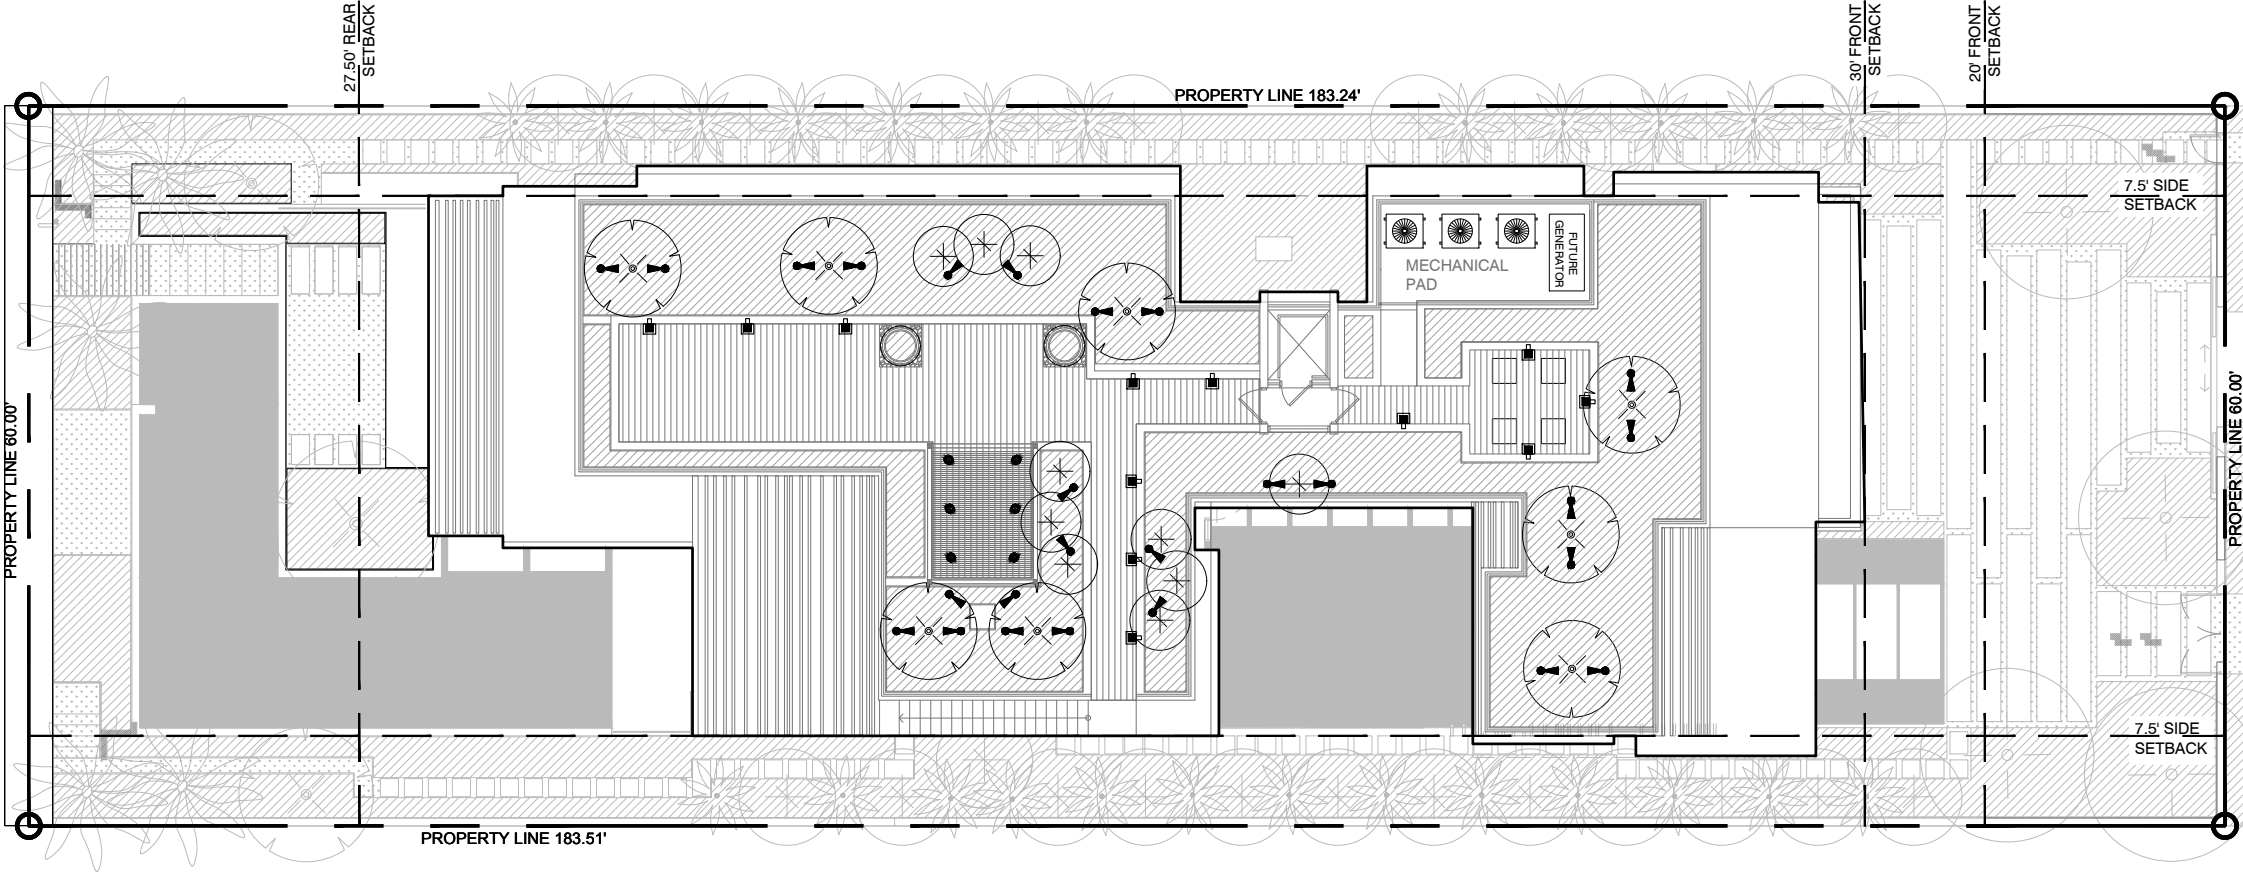 27.50' REAR
SETBACK
30' FRONT
SETBACK
20' FRONT
SETBACK
PROPERTY LINE 183.24'
7.5' SIDE
SETBACK
FUTURE
GENERATOR
MECHANICAL
PAD
PROPERTY LINE 60.00'
PROPERTY LINE 60.00'
7.5' SIDE
SETBACK
PROPERTY LINE 183.51'